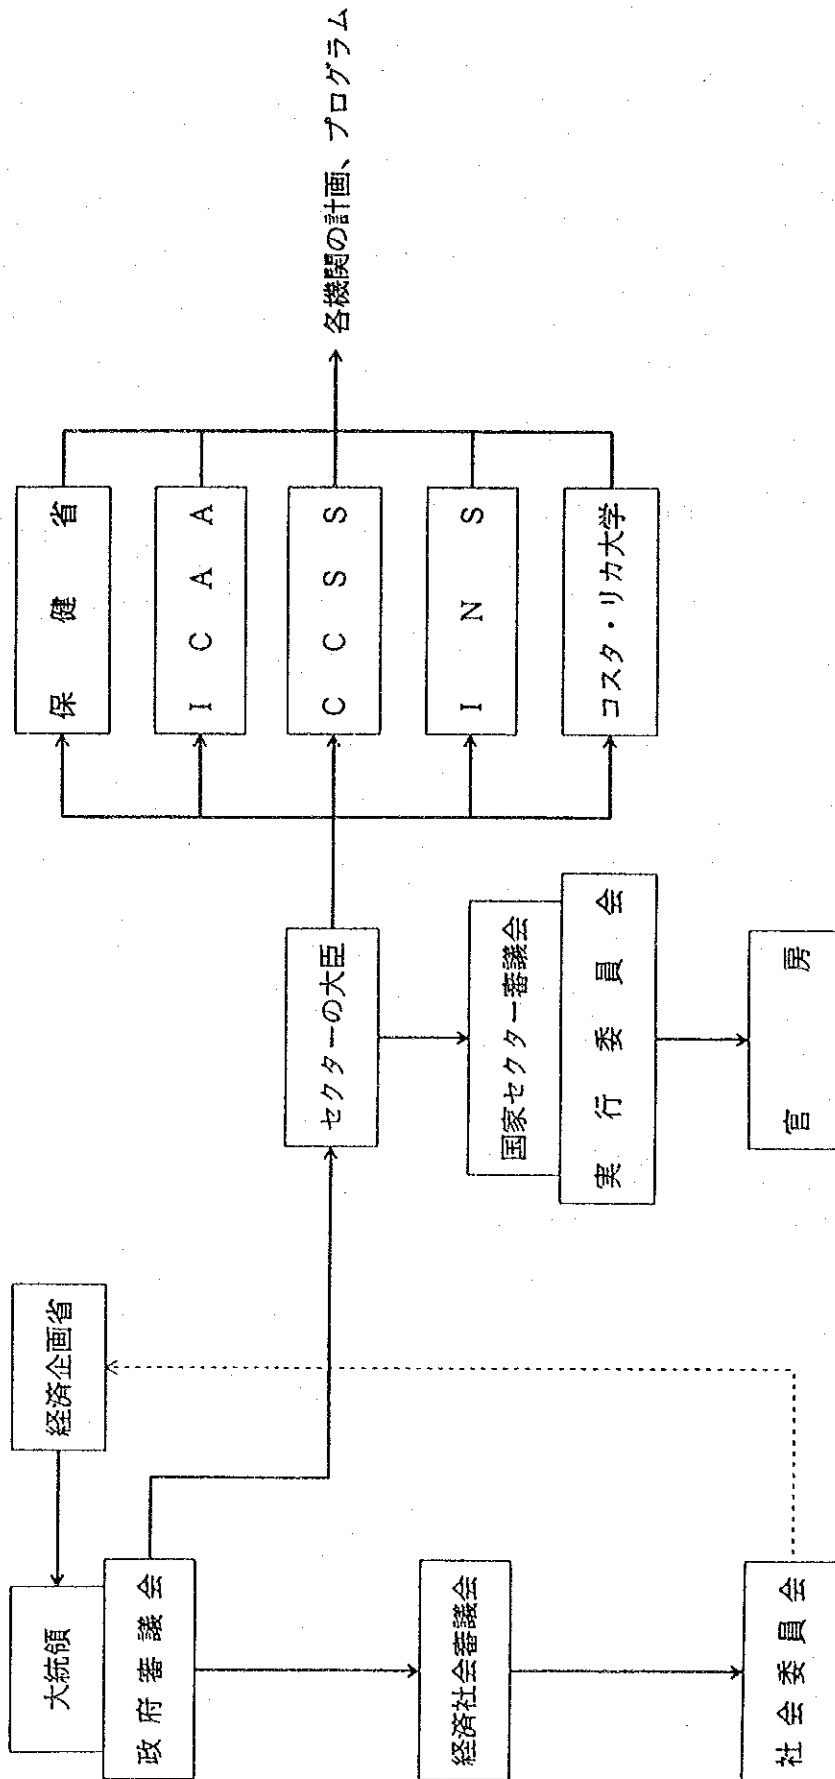 大統領
政府審議会
経済企画省
経済社会審議会
社会委員会
セクターの大臣
国家セクター審議会
実行委員会
官房
保健省
ICAA
CCSS
INS
コスタ・リカ大学
各機関の計画、プログラム